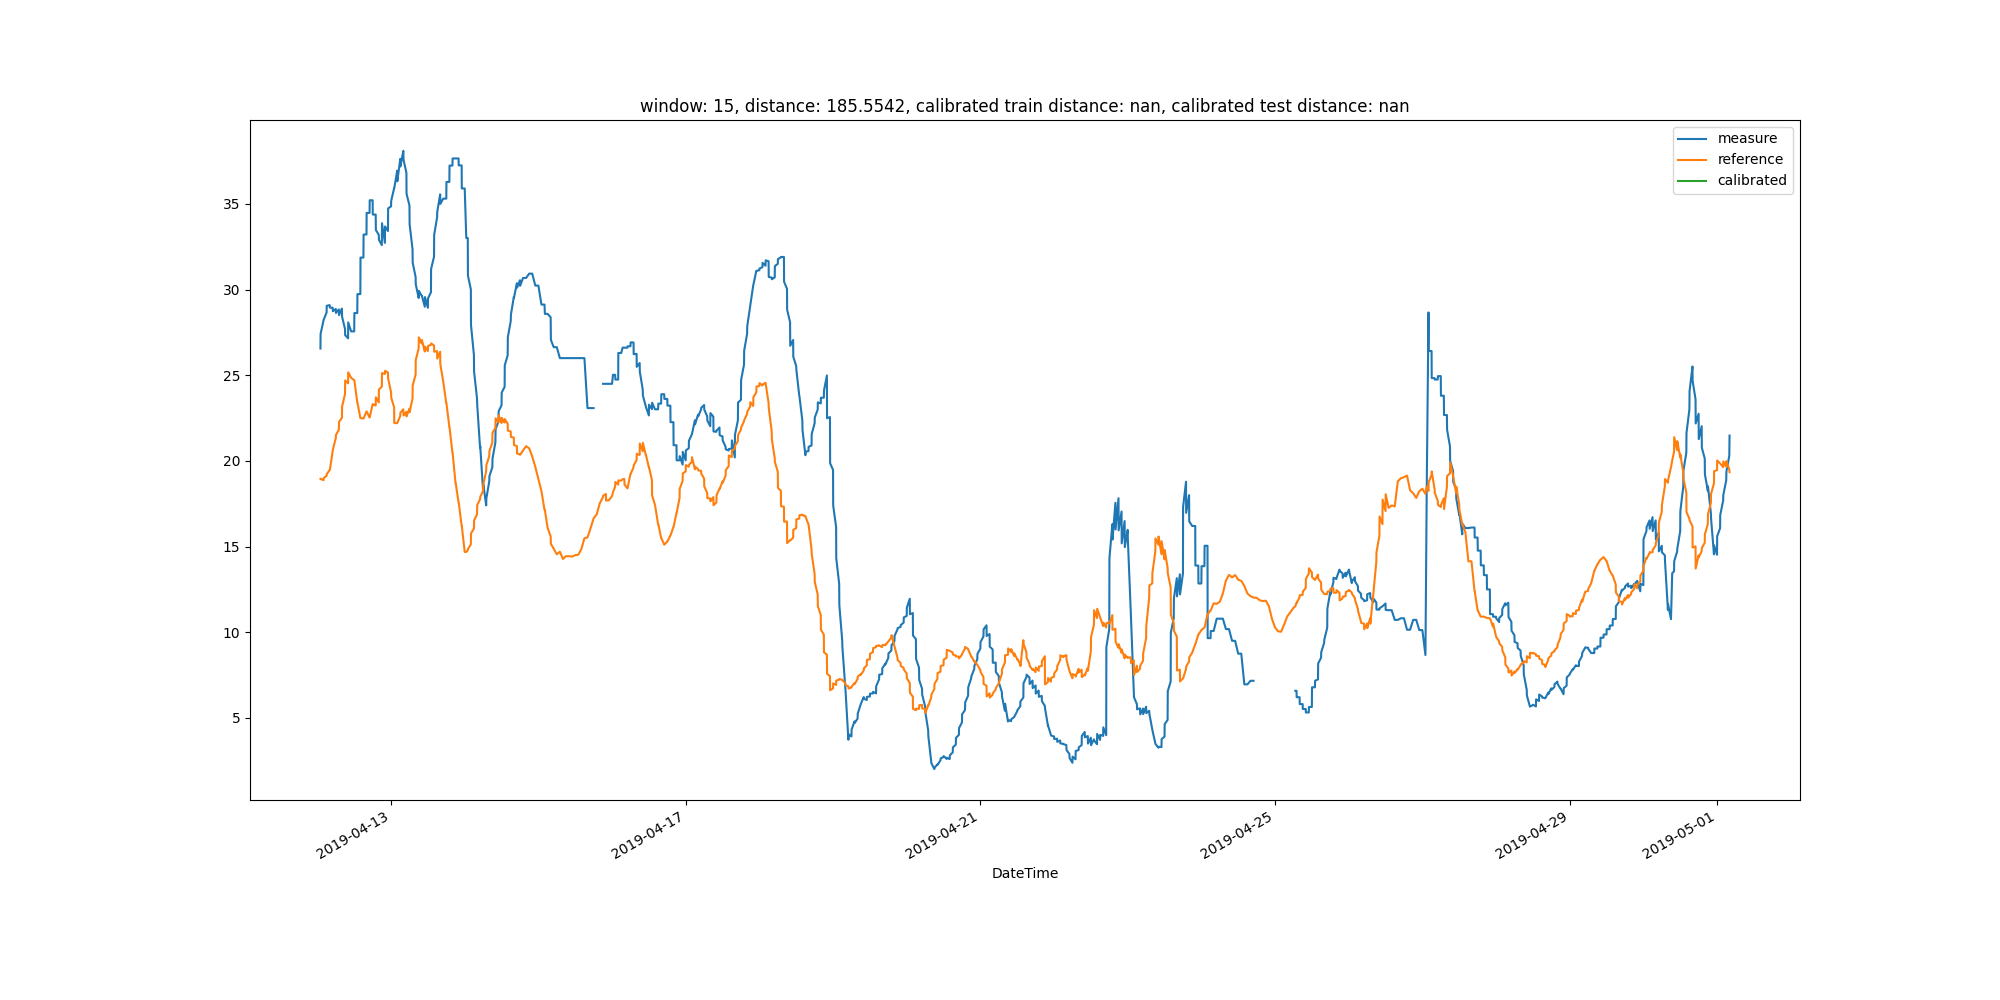 window: 15, distance: 185.5542, calibrated train distance: nan, calibrated test distance: nan
measure
reference
calibrated
35
30
25
20
15
10
5
2019-04-13
2019-04-17
2019-04-21
2019-04-25
2019-04-29
2019-05-01
DateTime